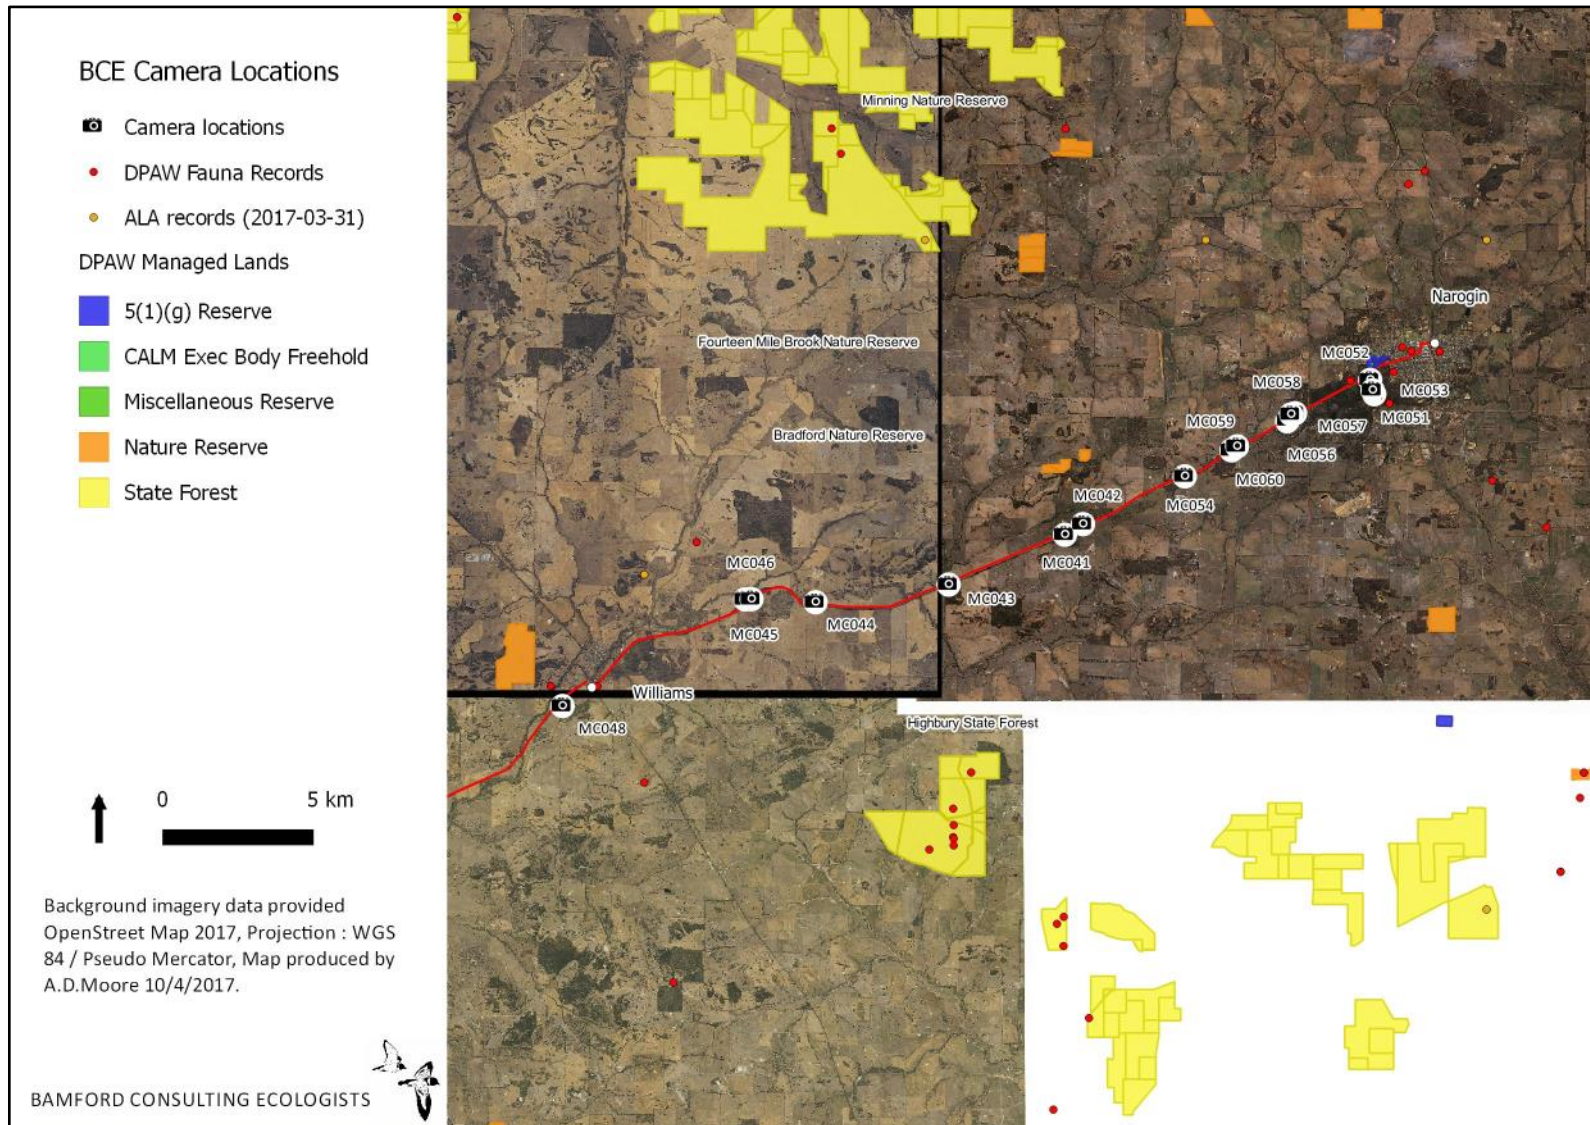 BCE Camera Locations
Camera locations
DPAW Fauna Records
ALA records (2017-03-31)
DPAW Managed Lands
5(1)(g) Reserve
CALM Exec Body Freehold
Miscellaneous Reserve
Nature Reserve
State Forest
0 5 km
Background imagery data provided
OpenStreet Map 2017, Projection : WGS
84 / Pseudo Mercator, Map produced by
A.D.Moore 10/4/2017.
BAMFORD CONSULTING ECOLOGISTS
Minning Nature Reserve
Narogin
Fourteen Mile Brook Nature Reserve
MC052
MC058
MC053
MC051
MC057
MC059
Bradford Nature Reserve
MC056
MC060
MC042
MC054
MC041
MC046
MC043
MC044
MC045
Williams
MC048
Highbury State Forest